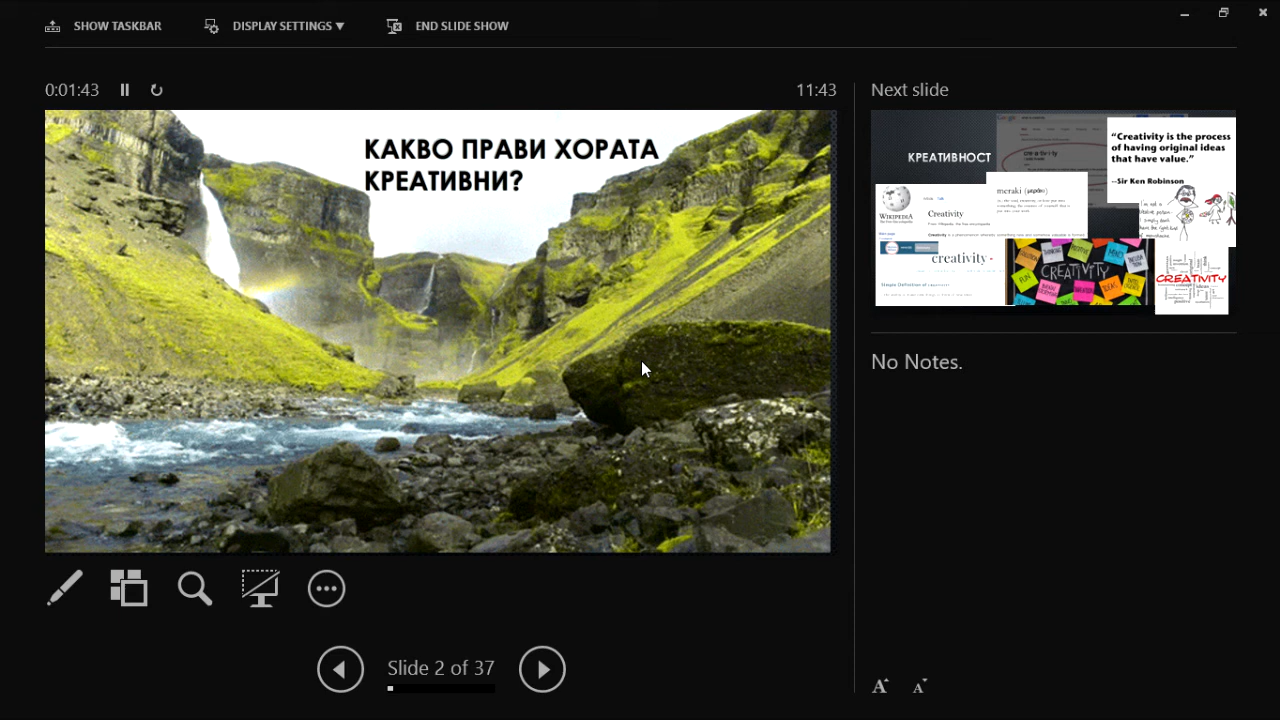 SHOW TASKBAR
DISPLAY SETTINGS ▼
END SLIDE SHOW
0:01:43
11:43
КАКВО ПРАВИ ХОРАТА
КРЕАТИВНИ?
Slide 2 of 37
Next slide
КРЕАТИВНОСТ
“Creativity is the process
of having original ideas
that have value.”
--Sir Ken Robinson
meraki
WIKIPEDIA
Creativity
creativity
CREATIVITY
FUN
IDEAS
CREATIVITY
No Notes.
A
A